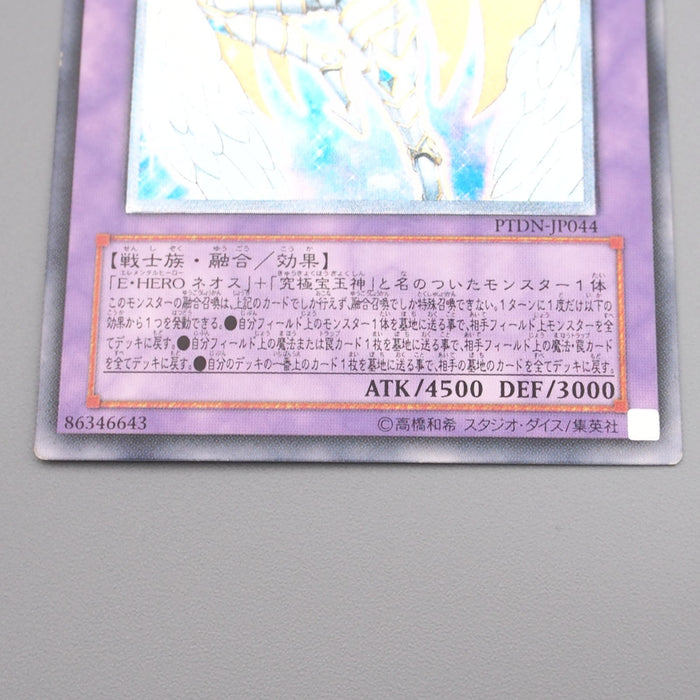 PTDN-JP044
【戦士族・融合／効果】
「E・HERO ネオス」+「究極宝玉神」と名のついたモンスター1体
このモンスターの融合召喚は、上記のカードでしか行えず、融合召喚でしか特殊召喚できない。1ターンに1度だけ以下の
効果から1つを発動できる。●自分フィールド上のモンスター1体を墓地に送る事で、相手フィールド上モンスターを全
てデッキに戻す。●自分フィールド上の魔法または罠カード1枚を墓地に送る事で、相手フィールド上の魔法・罠カード
を全てデッキに戻す。●自分のデッキの一番上のカード1枚を墓地に送る事で、相手の墓地のカードを全てデッキに戻す。
ATK/4500 DEF/3000
86346643
©高橋和希 スタジオ・ダイス/集英社